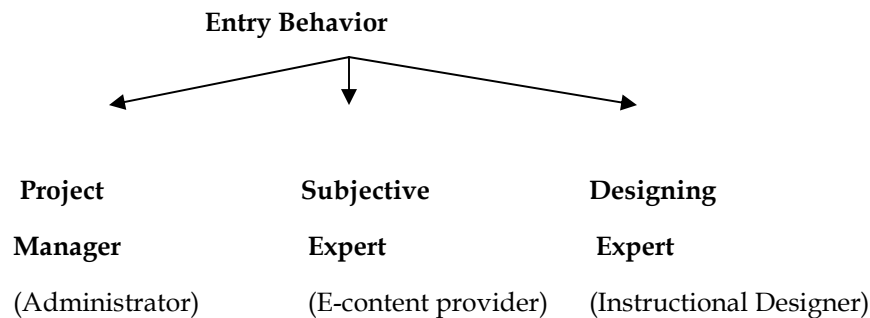 Entry Behavior
Project Subjective Designing
Manager Expert Expert
(Administrator) (E-content provider) (Instructional Designer)